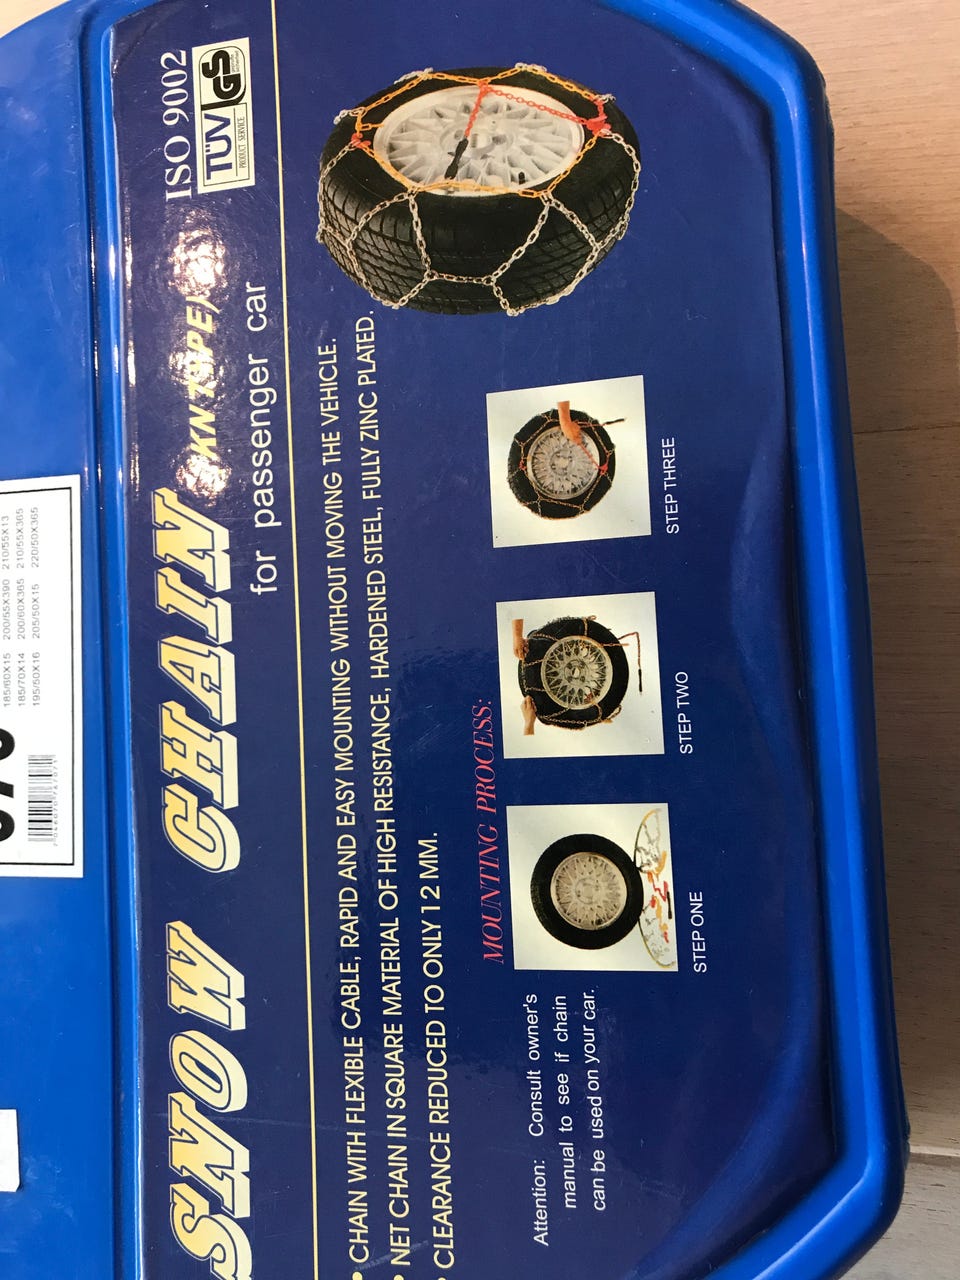 185/60X15 200/55X390 210/55X13
185/70X14 200/60X365 210/55X365
195/50X16 205/50X15 220/50X365
SNOW CHAIN
ISO 9002
TÜV
PRODUCT SERVICE
GS
for passenger car
• CHAIN WITH FLEXIBLE CABLE, RAPID AND EASY MOUNTING WITHOUT MOVING THE VEHICLE.
• NET CHAIN IN SQUARE MATERIAL OF HIGH RESISTANCE, HARDENED STEEL, FULLY ZINC PLATED.
• CLEARANCE REDUCED TO ONLY 12 MM.
MOUNTING PROCESS:
Attention: Consult owner's
manual to see if chain
can be used on your car.
STEP ONE
STEP TWO
STEP THREE